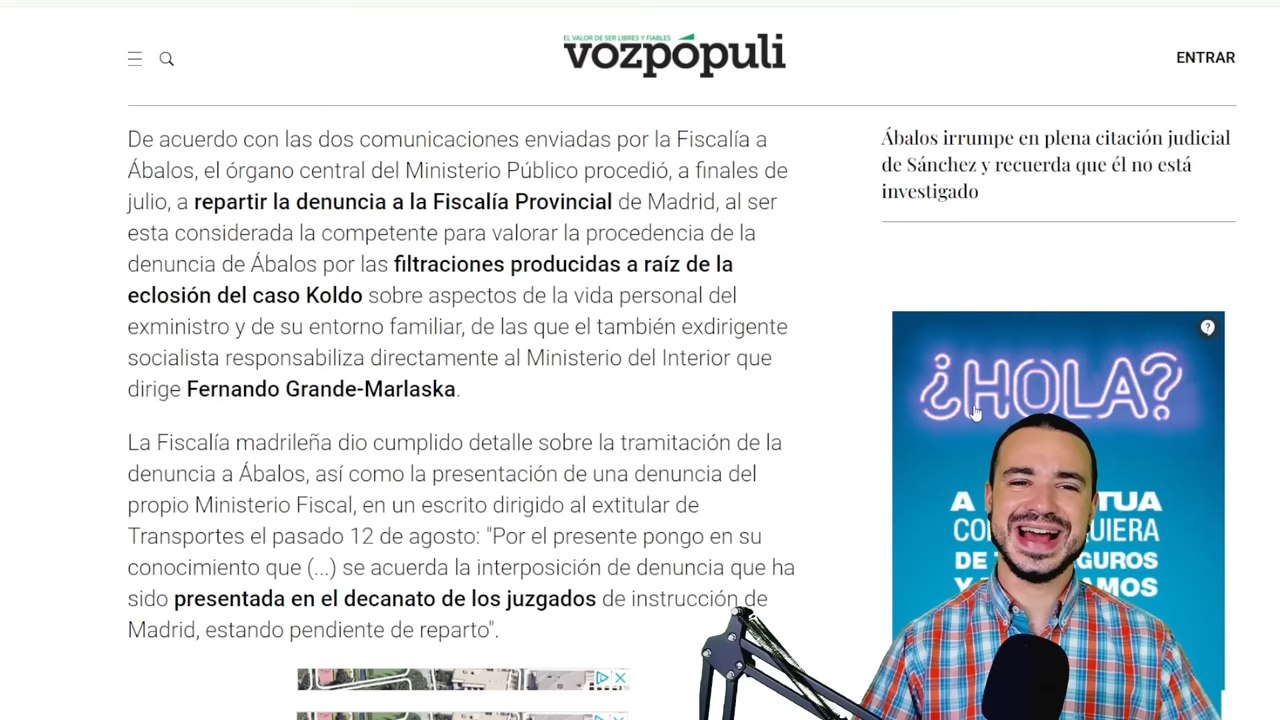 EL VALOR DE SER LIBRES Y FIABLES
vozpópuli
ENTRAR
De acuerdo con las dos comunicaciones enviadas por la Fiscalía a
Ábalos, el órgano central del Ministerio Público procedió, a finales de
julio, a repartir la denuncia a la Fiscalía Provincial de Madrid, al ser
esta considerada la competente para valorar la procedencia de la
denuncia de Ábalos por las filtraciones producidas a raíz de la
eclosión del caso Koldo sobre aspectos de la vida personal del
exministro y de su entorno familiar, de las que el también exdirigente
socialista responsabiliza directamente al Ministerio del Interior que
dirige Fernando Grande-Marlaska.
La Fiscalía madrileña dio cumplido detalle sobre la tramitación de la
denuncia a Ábalos, así como la presentación de una denuncia del
propio Ministerio Fiscal, en un escrito dirigido al extitular de
Transportes el pasado 12 de agosto: "Por el presente pongo en su
conocimiento que (...) se acuerda la interposición de denuncia que ha
sido presentada en el decanato de los juzgados de instrucción de
Madrid, estando pendiente de reparto".
Ábalos irrumpe en plena citación judicial
de Sánchez y recuerda que él no está
investigado
¿HOLA?
A TUA
CO UIERA
DE GUROS
Y AMOS